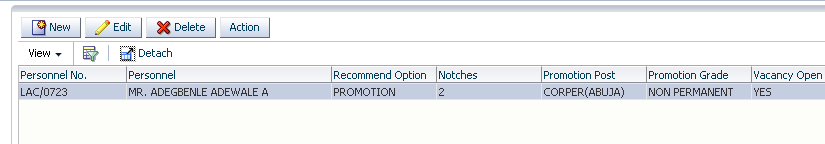 New Edit Delete Action
View Detach
Personnel No. Personnel Recommend Option Notches Promotion Post Promotion Grade Vacancy Open
LAC/0723 MR. ADEGBENLE ADEWALE A PROMOTION 2 CORPER(ABUJA) NON PERMANENT YES